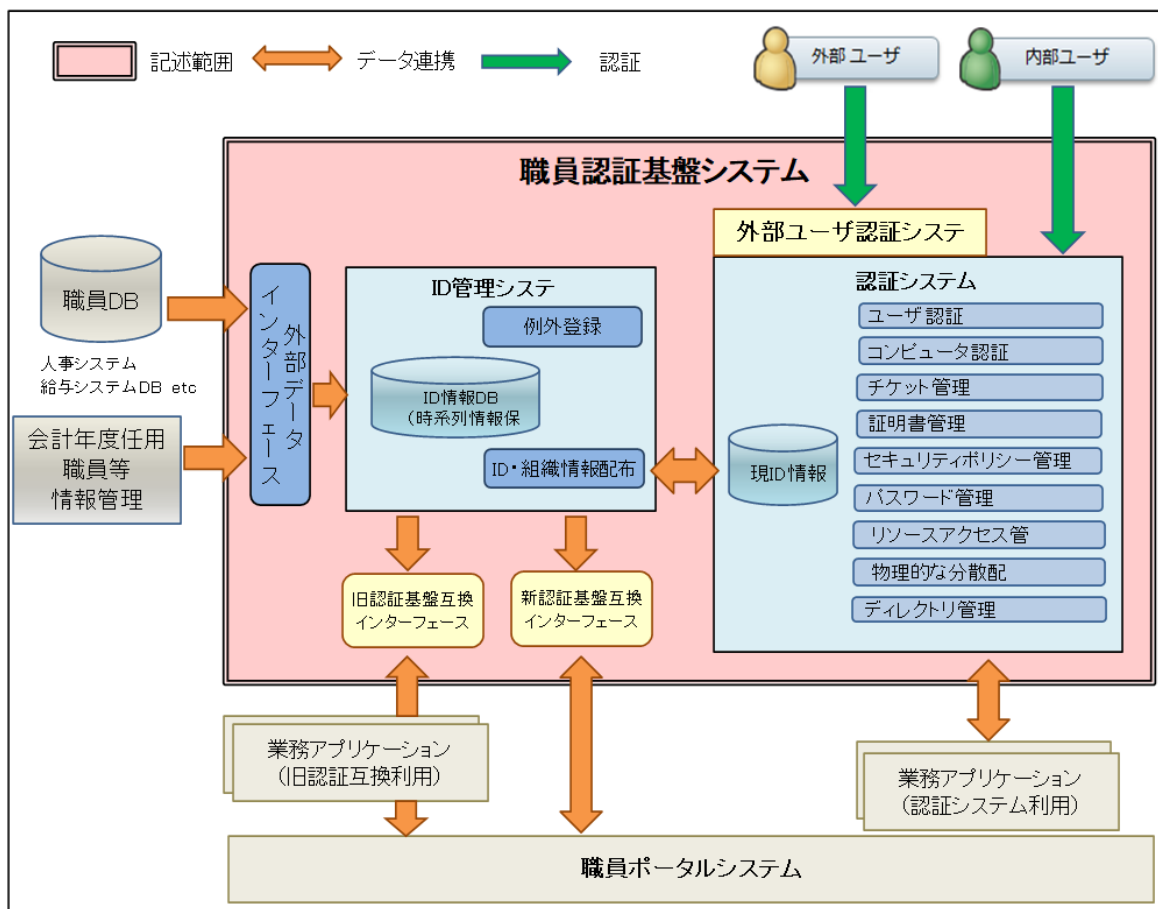 記述範囲
データ連携
認証
外部ユーザ
内部ユーザ
職員認証基盤システム
外部ユーザ認証システ
職員DB
人事システム
給与システムDB etc
会計年度任用
職員等
情報管理
外部データ
インターフェース
ID管理システ
例外登録
ID情報DB
(時系列情報保
ID・組織情報配布
認証システム
現ID情報
ユーザ認証
コンピュータ認証
チケット管理
証明書管理
セキュリティポリシー管理
パスワード管理
リソースアクセス管
物理的な分散配
ディレクトリ管理
旧認証基盤互換
インターフェース
新認証基盤互換
インターフェース
業務アプリケーション
(旧認証互換利用)
業務アプリケーション
(認証システム利用)
職員ポータルシステム